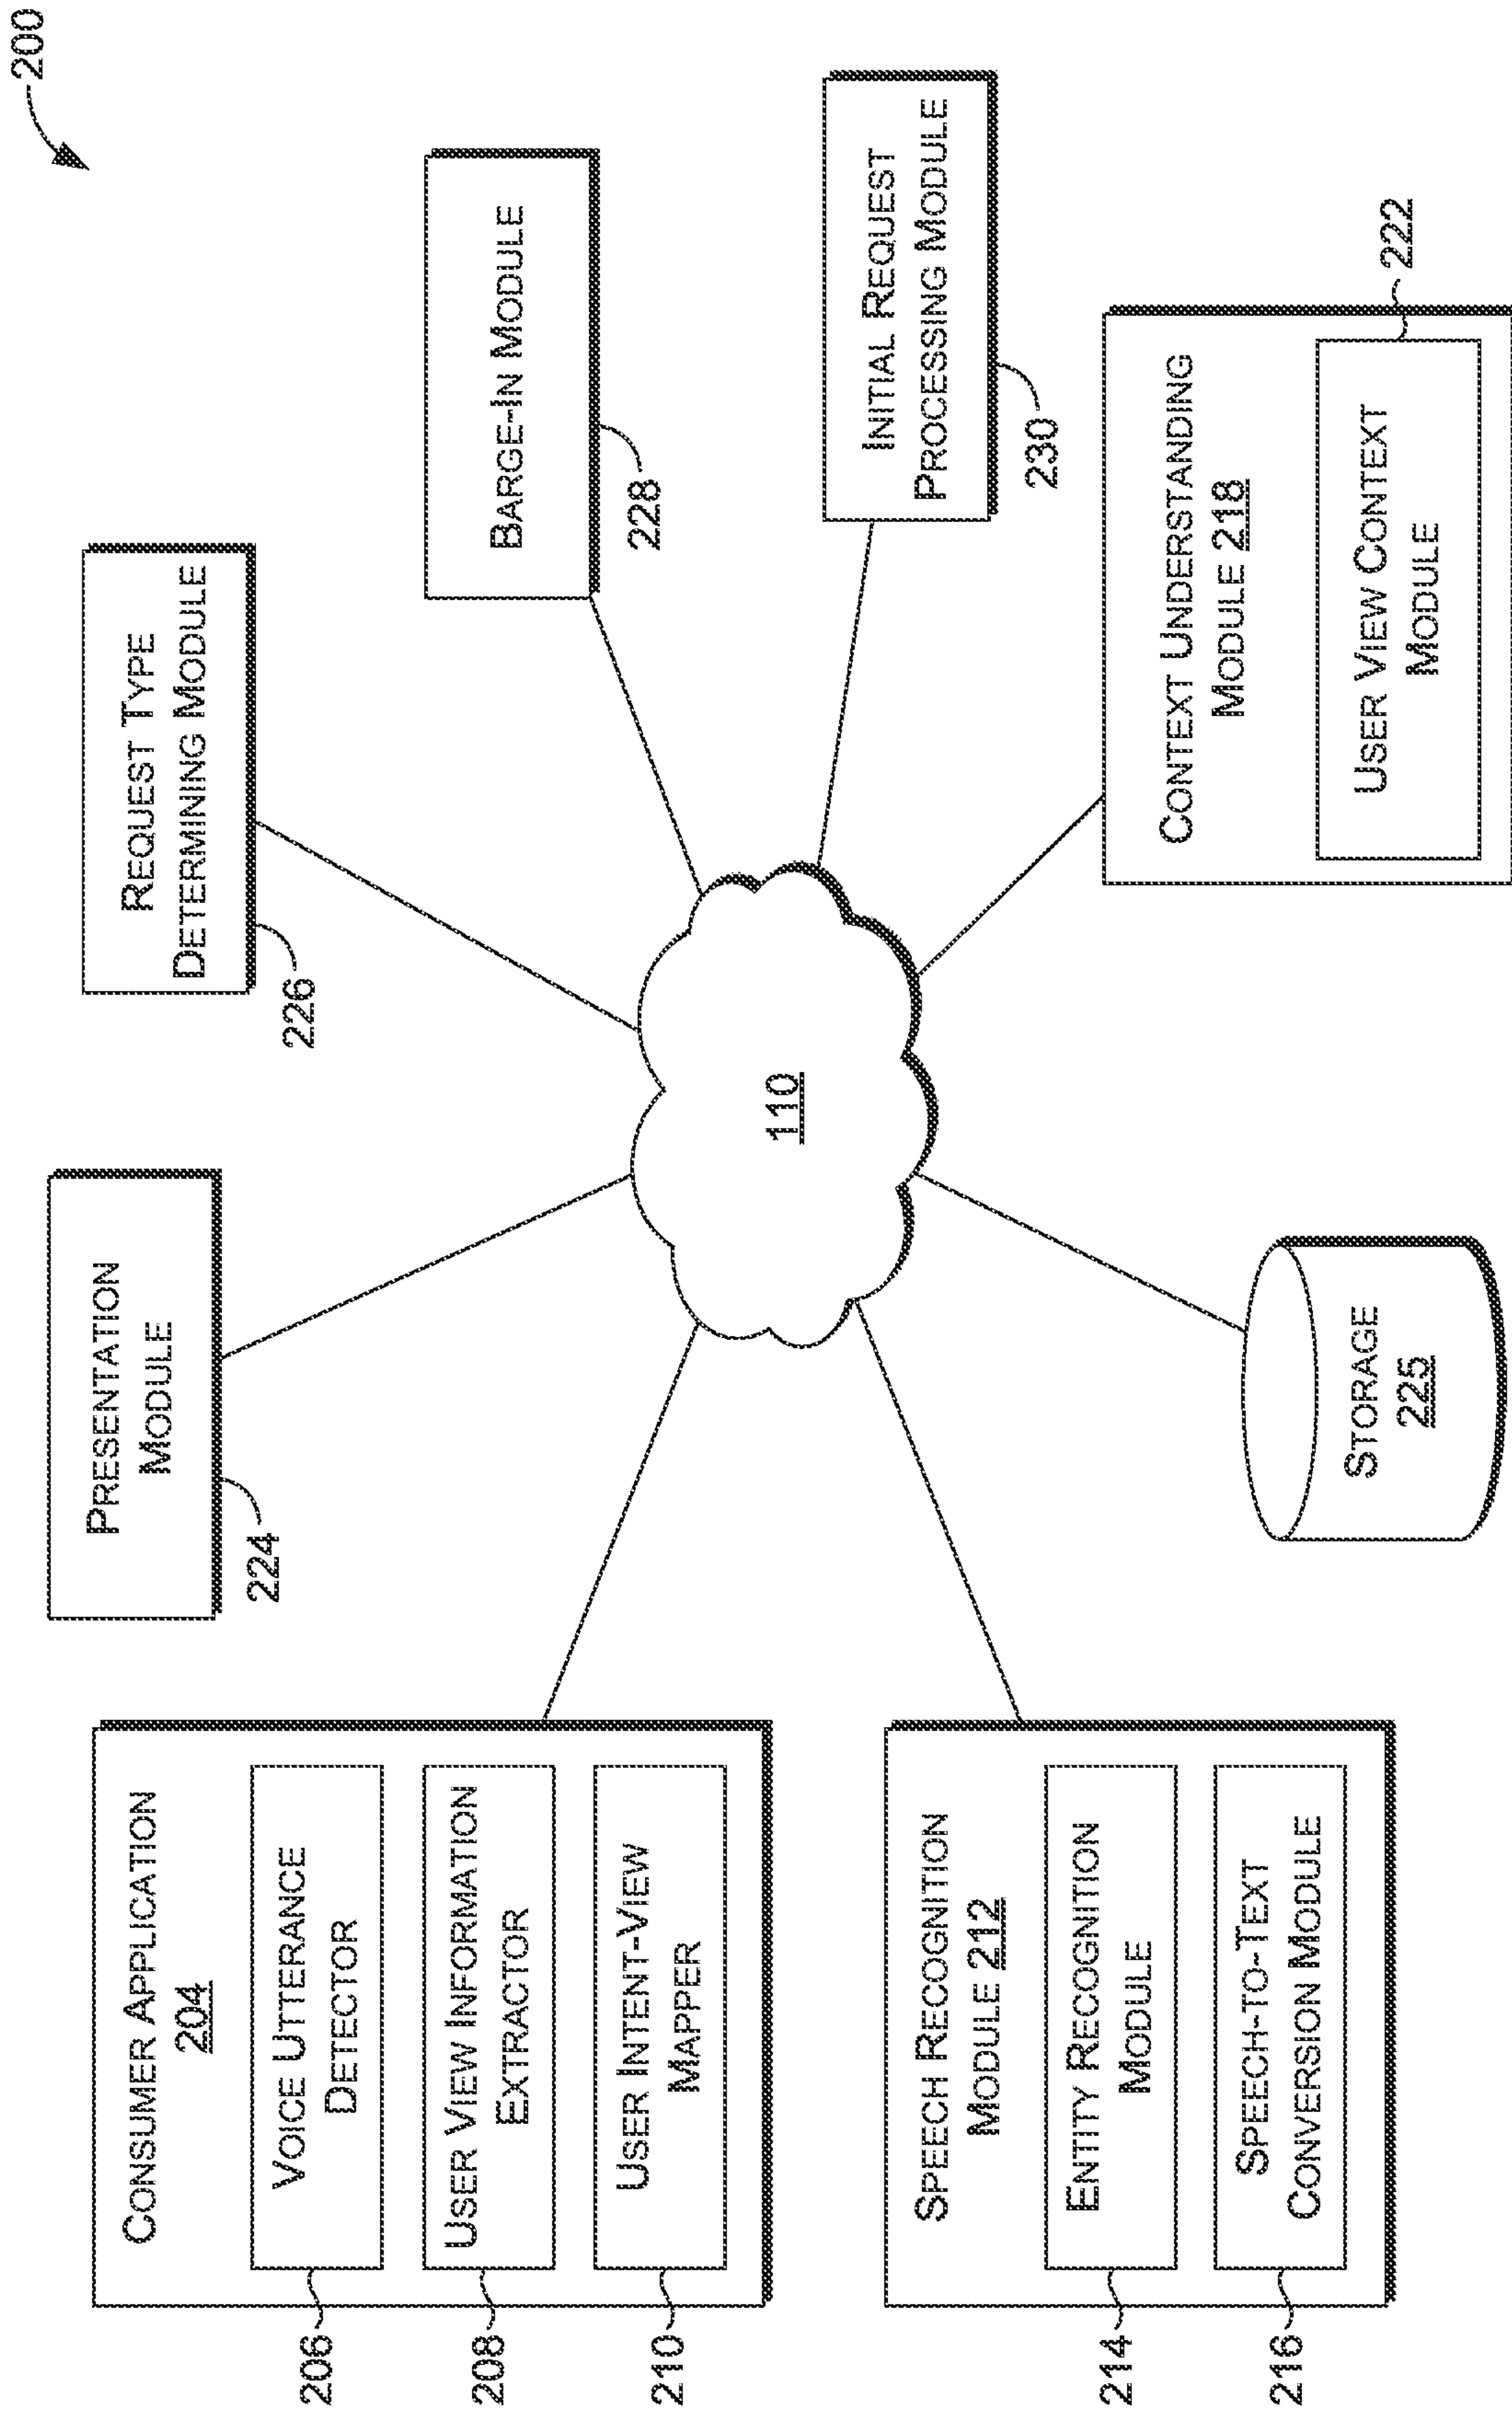 200
PRESENTATION
MODULE
224
REQUEST TYPE
DETERMINING MODULE
226
BARGE-IN MODULE
228
INITIAL REQUEST
PROCESSING MODULE
230
CONSUMER APPLICATION
204
VOICE UTTERANCE
DETECTOR
206
USER VIEW INFORMATION
EXTRACTOR
208
USER INTENT-VIEW
MAPPER
210
110
SPEECH RECOGNITION
MODULE 212
ENTITY RECOGNITION
MODULE
214
SPEECH-TO-TEXT
CONVERSION MODULE
216
STORAGE
225
CONTEXT UNDERSTANDING
MODULE 218
USER VIEW CONTEXT
MODULE
222